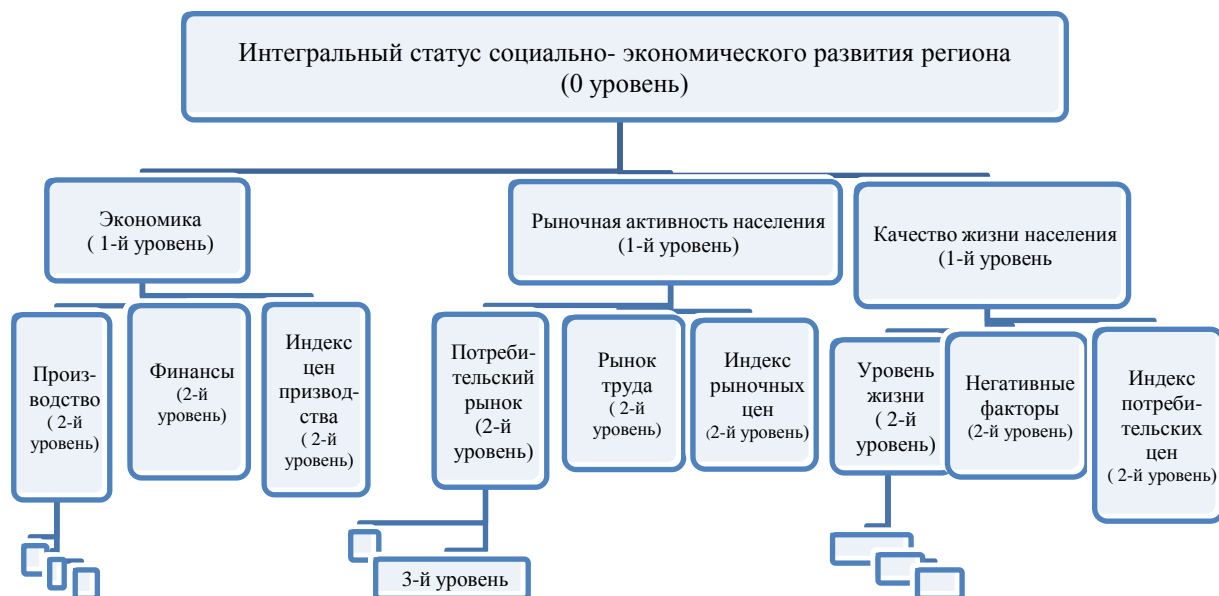 Интегральный статус социально- экономического развития региона
(0 уровень)
Экономика
( 1-й уровень)
Рыночная активность населения
(1-й уровень)
Качество жизни населения
(1-й уровень
Произ-
водство
( 2-й
уровень)
Финансы
(2-й
уровень)
Индекс
цен
призвод-
ства
( 2-й
уровень)
Потреби-
тельский
рынок
(2-й
уровень)
Рынок
труда
( 2-й
уровень)
Индекс
рыночных
цен
(2-й уровень)
Уровень
жизни
( 2-й
уровень)
Негативные
факторы
(2-й уровень)
Индекс
потреби-
тельских
цен
( 2-й уровень)
3-й уровень